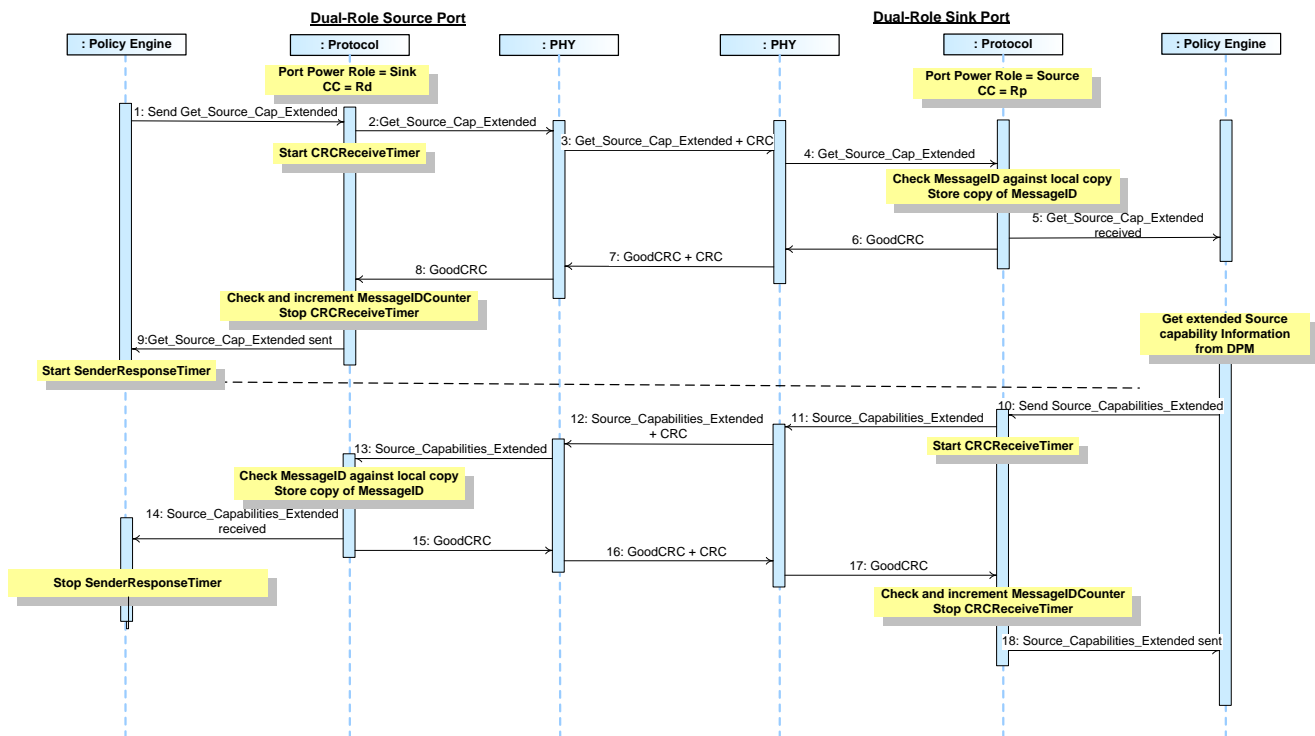 Dual-Role Source Port
Dual-Role Sink Port
: Policy Engine
: Protocol
: PHY
: PHY
: Protocol
: Policy Engine
Port Power Role = Sink
CC = Rd
Port Power Role = Source
CC = Rp
1: Send Get_Source_Cap_Extended
2:Get_Source_Cap_Extended
Start CRCReceiveTimer
3: Get_Source_Cap_Extended + CRC
4: Get_Source_Cap_Extended
Check MessageID against local copy
Store copy of MessageID
5: Get_Source_Cap_Extended
received
6: GoodCRC
7: GoodCRC + CRC
8: GoodCRC
Check and increment MessageIDCounter
Stop CRCReceiveTimer
9:Get_Source_Cap_Extended sent
Start SenderResponseTimer
Get extended Source
capability Information
from DPM
10: Send Source_Capabilities_Extended
11: Source_Capabilities_Extended
Start CRCReceiveTimer
12: Source_Capabilities_Extended
+ CRC
13: Source_Capabilities_Extended
Check MessageID against local copy
Store copy of MessageID
14: Source_Capabilities_Extended
received
15: GoodCRC
16: GoodCRC + CRC
17: GoodCRC
Stop SenderResponseTimer
Check and increment MessageIDCounter
Stop CRCReceiveTimer
18: Source_Capabilities_Extended sent